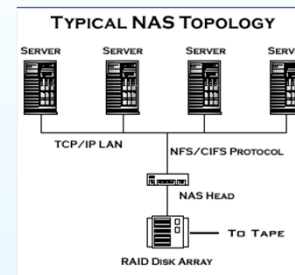 TYPICAL NAS TOPOLOGY
SERVER SERVER SERVER SERV
TCP/IP LAN
NFS/CIFS PROTOCOL
NAS HEAD
TO TAPE
RAID DISK ARRAY